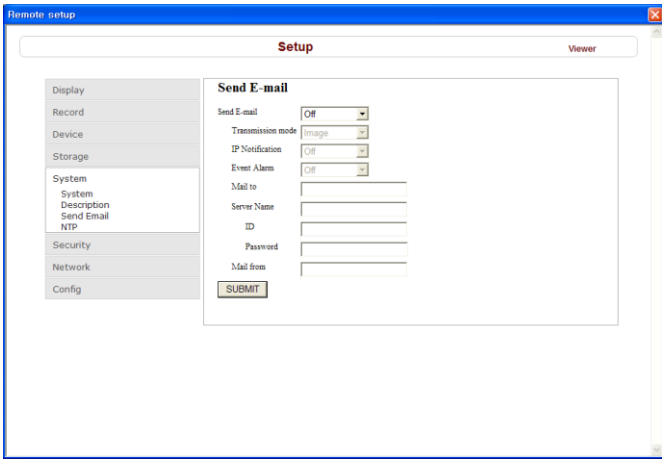 Remote setup
Setup
Viewer
Display
Record
Device
Storage
System
System
Description
Send Email
NTP
Security
Network
Config
Send E-mail
Send E-mail Off
Transmission mode Image
IP Notification Off
Event Alarm Off
Mail to
Server Name
ID
Password
Mail from
SUBMIT